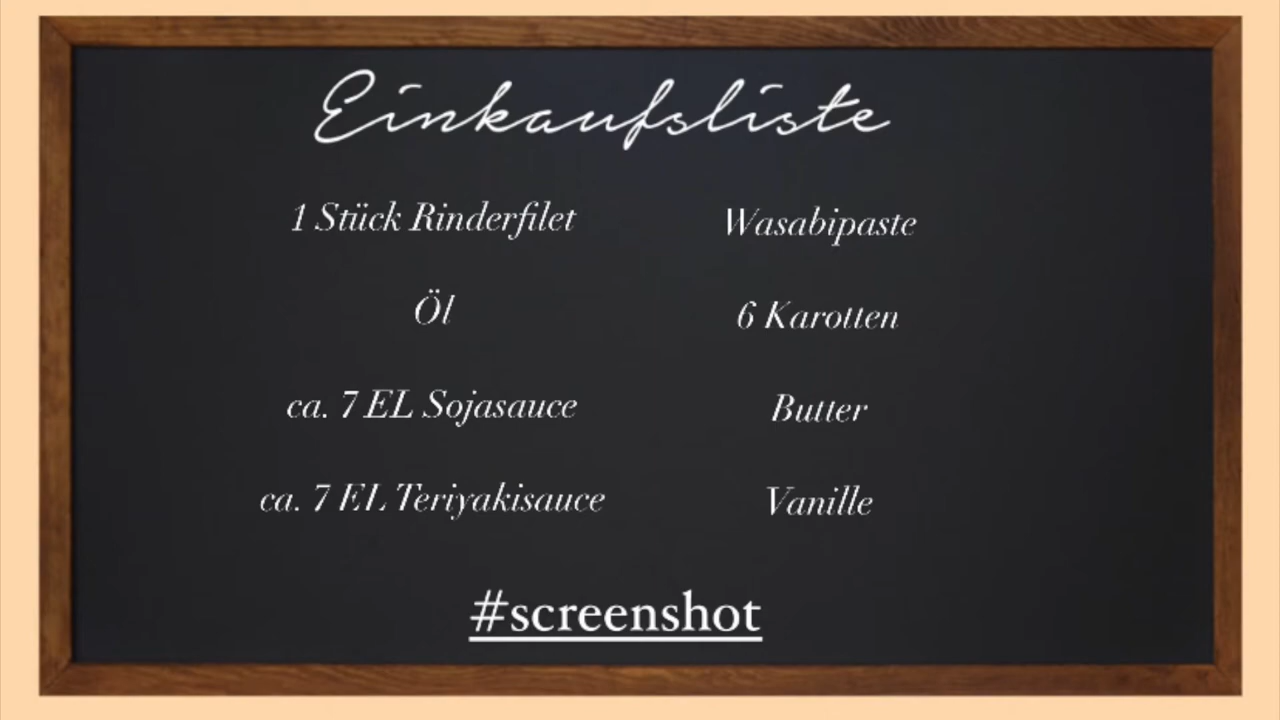 Einkaufsliste
1 Stück Rinderfilet
Öl
ca. 7 EL Sojasauce
ca. 7 EL Teriyakisauce
Wasabipaste
6 Karotten
Butter
Vanille
#screenshot